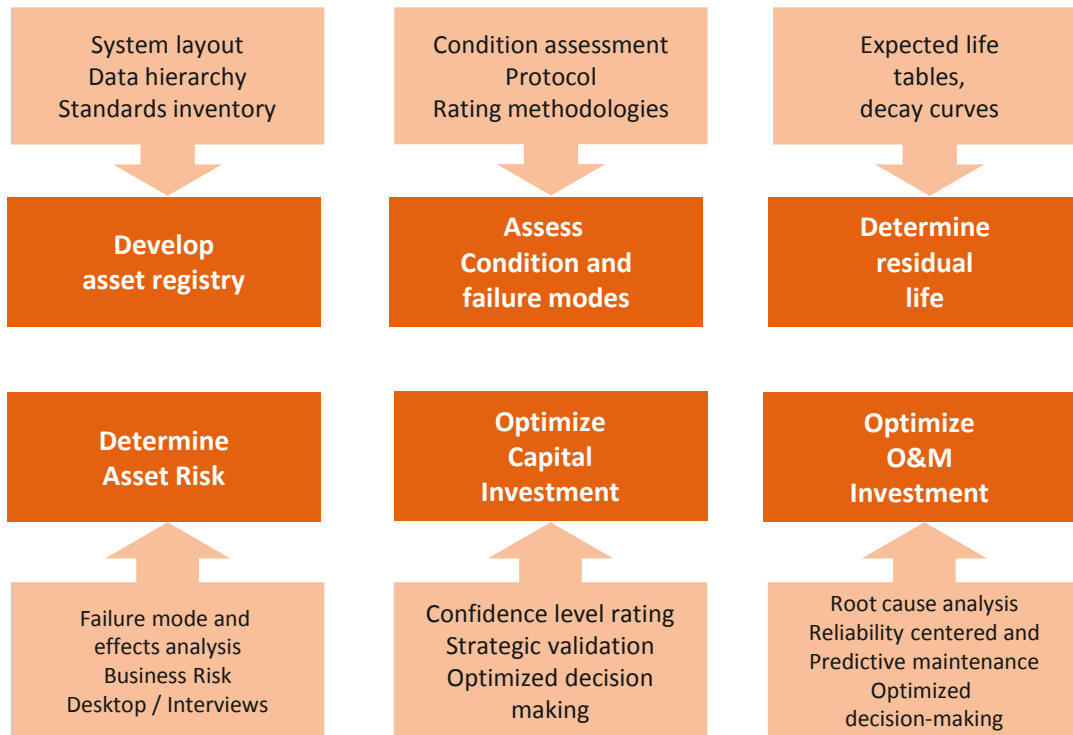 System layout
Data hierarchy
Standards inventory
Condition assessment
Protocol
Rating methodologies
Expected life
tables,
decay curves
Develop
asset registry
Assess
Condition and
failure modes
Determine
residual
life
Determine
Asset Risk
Optimize
Capital
Investment
Optimize
O&M
Investment
Failure mode and
effects analysis
Business Risk
Desktop / Interviews
Confidence level rating
Strategic validation
Optimized decision
making
Root cause analysis
Reliability centered and
Predictive maintenance
Optimized
decision-making